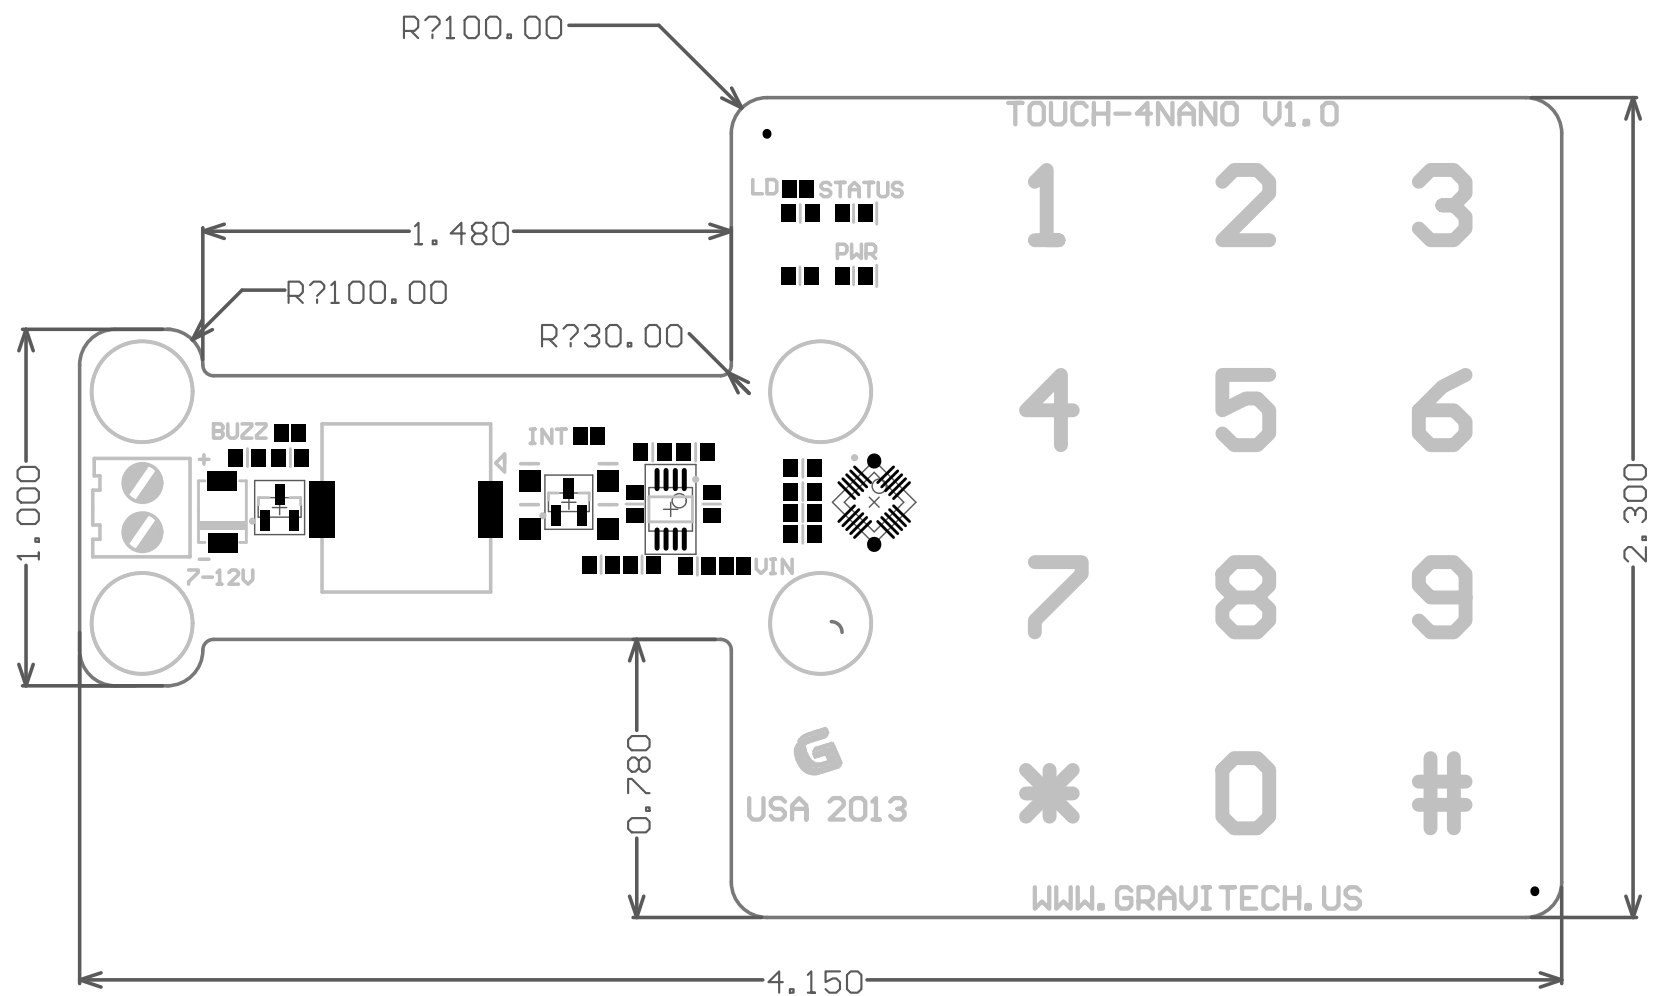 R?100.00
TOUCH-4NANO V1.0
LD STATUS
1 2 3
1.480
PWR
R?100.00
R?30.00
4 5 6
BUZZ
INT
+
1.000
2.300
VIN
-
7-12V
7 8 9
0.780
G
USA 2013
* 0 #
WWW.GRAVITECH.US
4.150